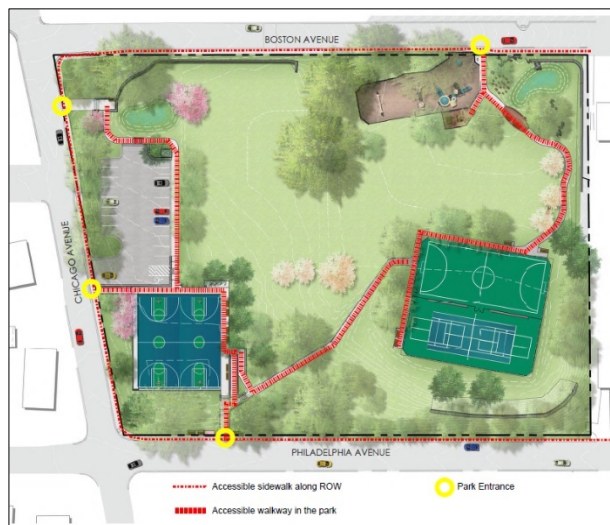 BOSTON AVENUE
CHICAGO AVENUE
PHILADELPHIA AVENUE
Accessible sidewalk along ROW
Park Entrance
Accessible walkway in the park